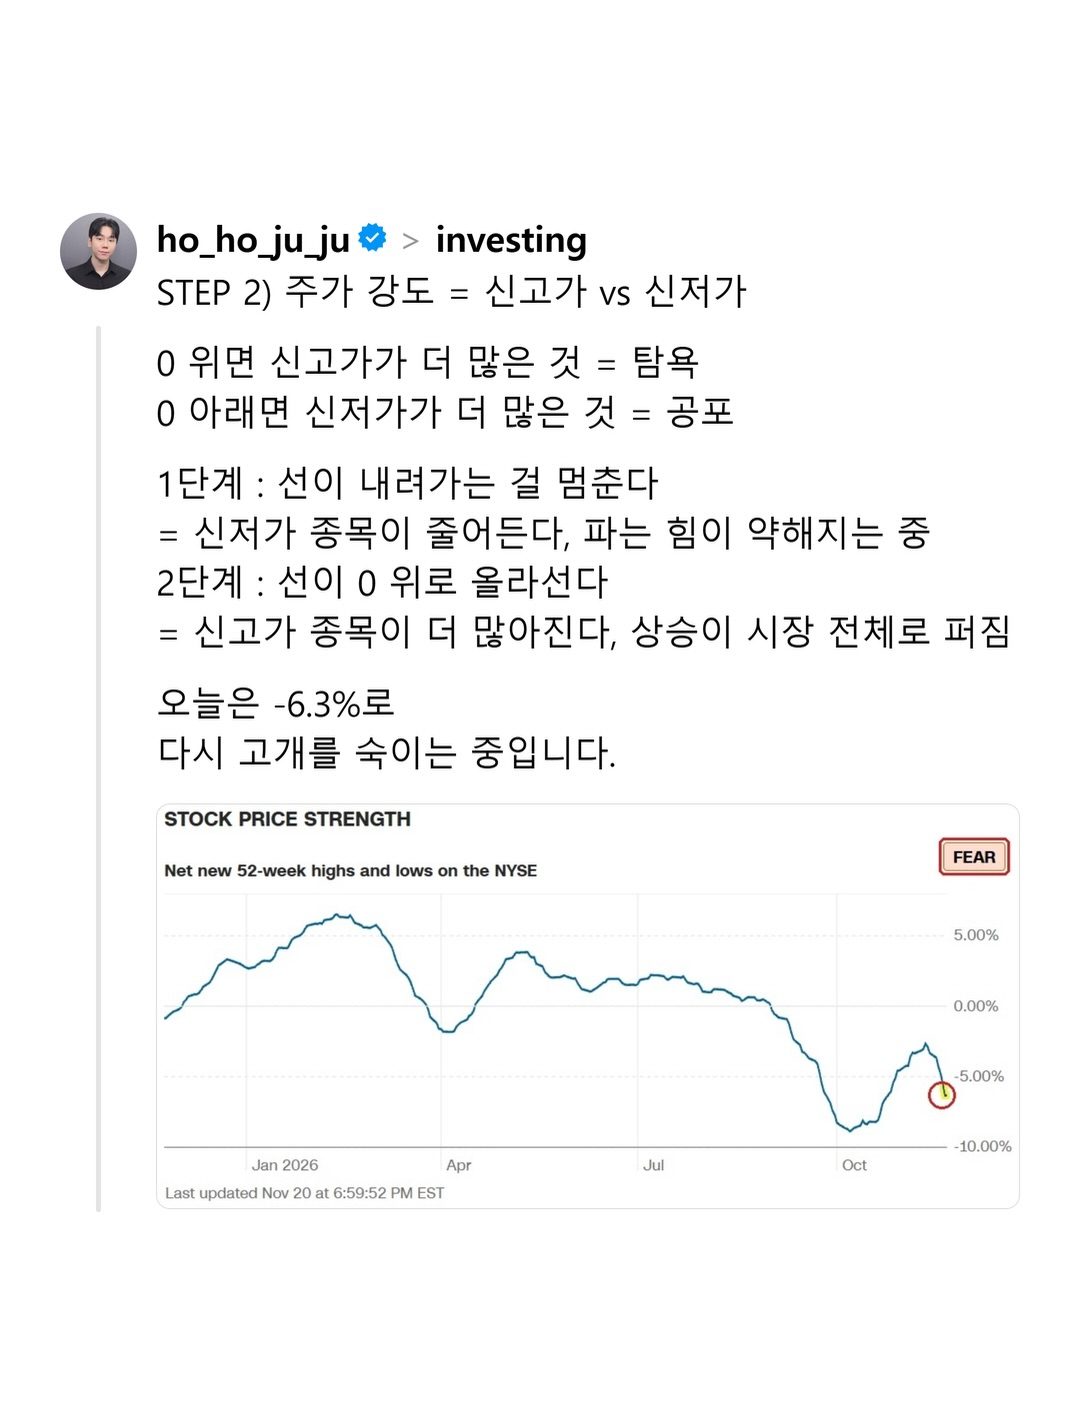 ho_ho_ju_ju > investing
STEP 2) 주가 강도 = 신고가 vs 신저가
0 위면 신고가가 더 많은 것 = 탐욕
0 아래면 신저가가 더 많은 것 = 공포
1단계 : 선이 내려가는 걸 멈춘다
= 신저가 종목이 줄어든다, 파는 힘이 약해지는 중
2단계 : 선이 0 위로 올라선다
= 신고가 종목이 더 많아진다, 상승이 시장 전체로 퍼짐
오늘은 -6.3%로
다시 고개를 숙이는 중입니다.
STOCK PRICE STRENGTH
FEAR
Net new 52-week highs and lows on the NYSE
5.00%
0.00%
-5.00%
-10.00%
Jan 2026 Apr Jul Oct
Last updated Nov 20 at 6:59:52 PM EST